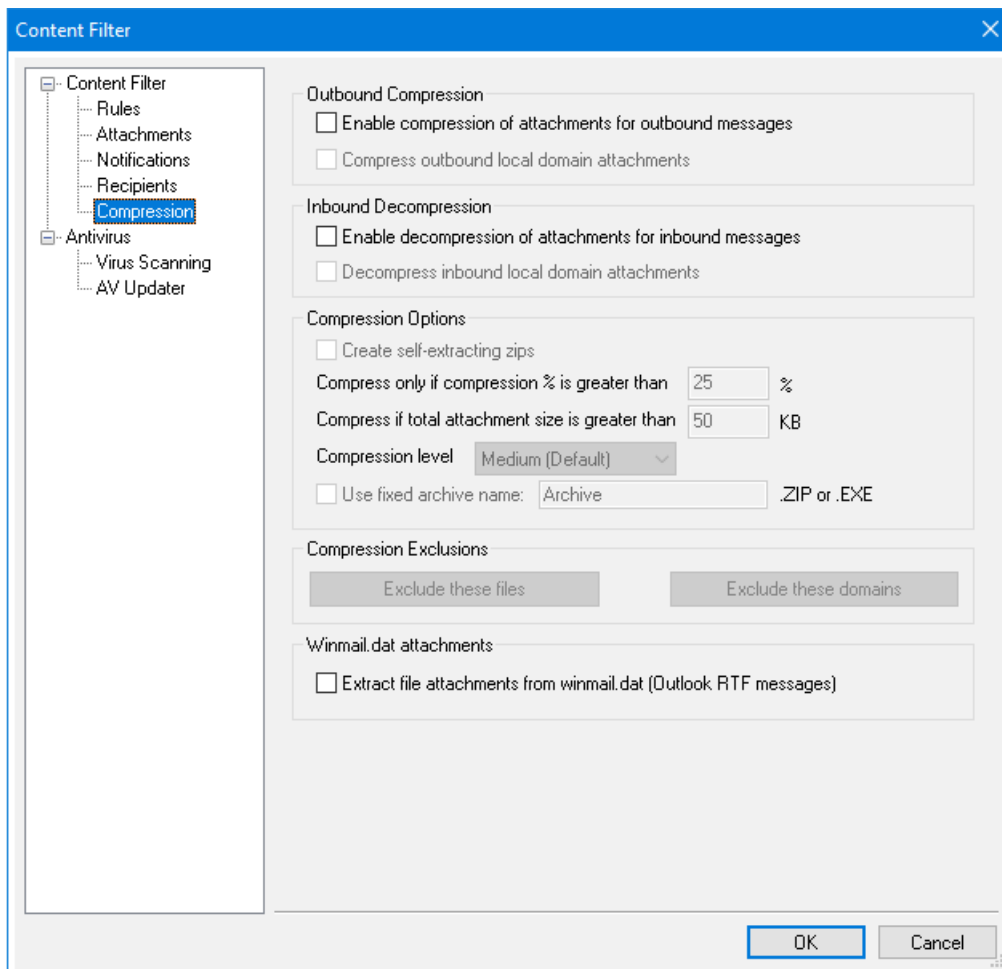 Content Filter
Content Filter
Rules
Attachments
Notifications
Recipients
Compression
Antivirus
Virus Scanning
AV Updater
Outbound Compression
Enable compression of attachments for outbound messages
Compress outbound local domain attachments
Inbound Decompression
Enable decompression of attachments for inbound messages
Decompress inbound local domain attachments
Compression Options
Create self-extracting zips
Compress only if compression % is greater than 25 %
Compress if total attachment size is greater than 50 KB
Compression level Medium (Default)
Use fixed archive name: Archive .ZIP or .EXE
Compression Exclusions
Exclude these files Exclude these domains
Winmail.dat attachments
Extract file attachments from winmail.dat (Outlook RTF messages)
OK Cancel